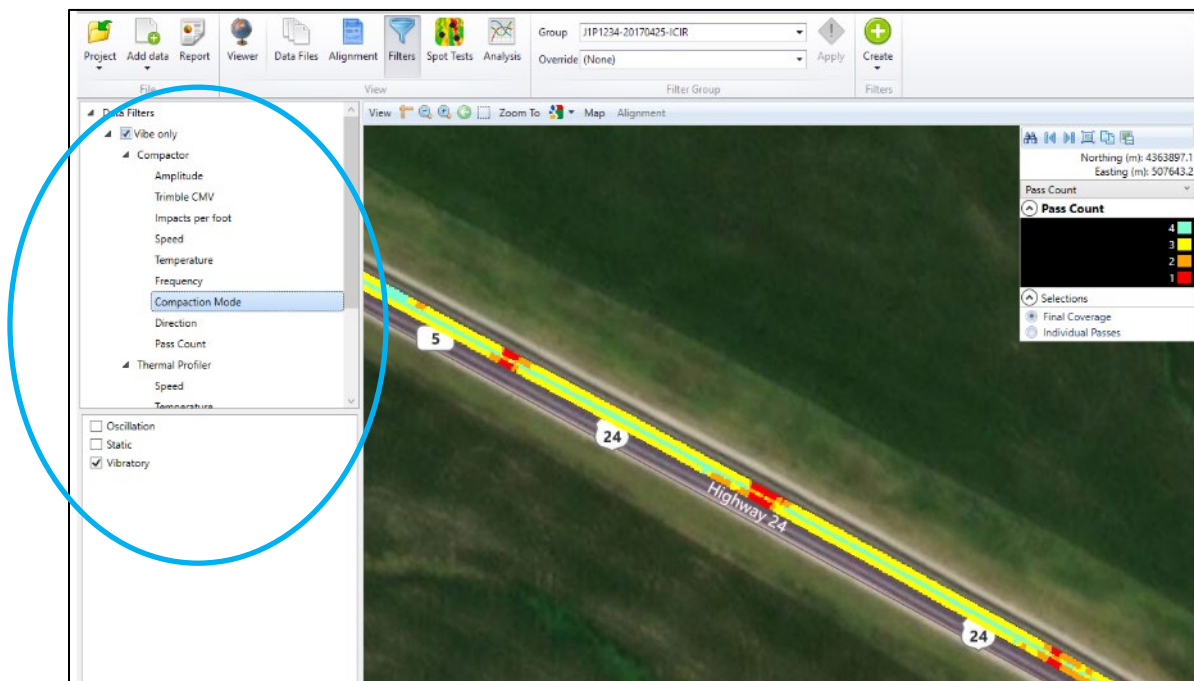 Project Add data Report Viewer Data Files Alignment Filters Spot Tests Analysis
Group J1P1234-20170425-ICIR
Override (None)
Apply Create
File View Filter Group Filters
Data Filters
Vibe only
Compactor
Amplitude
Trimble CMV
Impacts per foot
Speed
Temperature
Frequency
Compaction Mode
Direction
Pass Count
Thermal Profiler
Speed
Temperature
Oscillation
Static
Vibratory
View Zoom To Map Alignment
Northing (m): 4363897.1
Easting (m): 507643.2
Pass Count
Pass Count
4
3
2
1
Selections
Final Coverage
Individual Passes
5
24
Highway 24
24